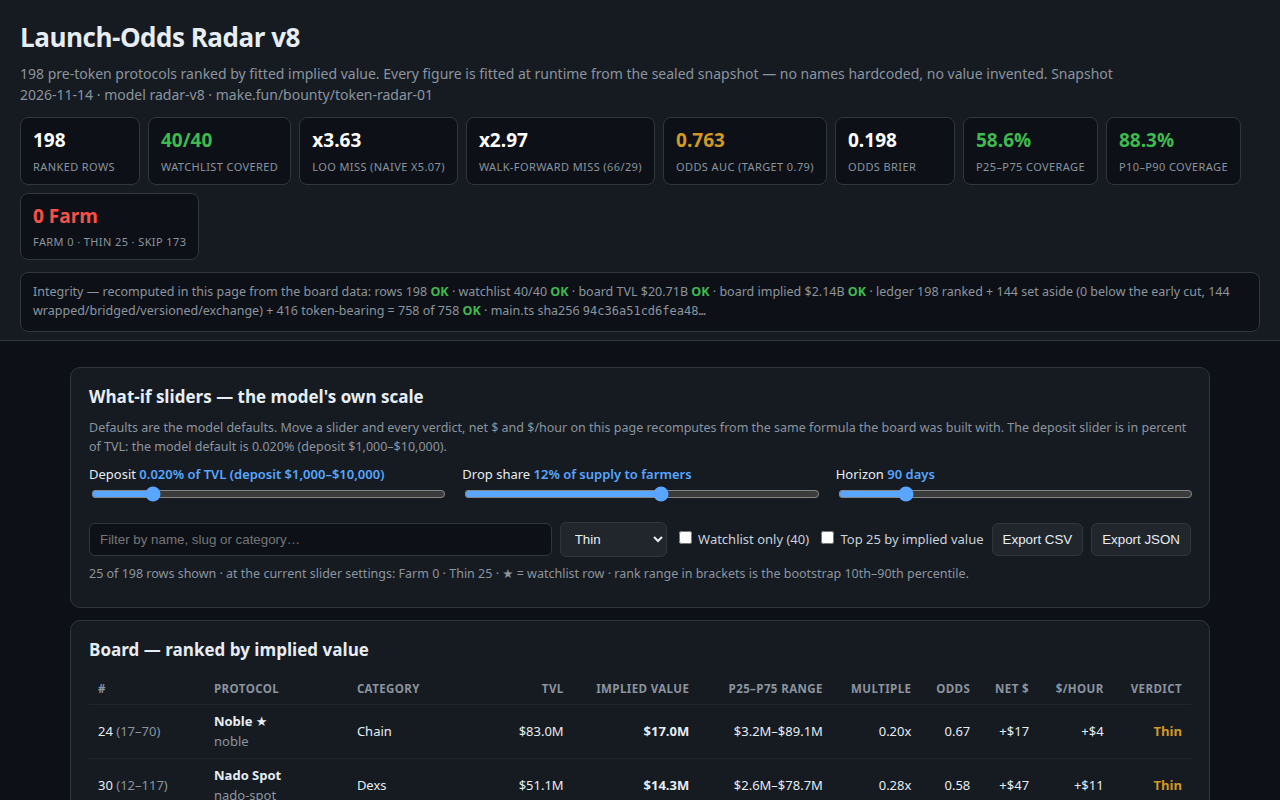 Launch-Odds Radar v8
198 pre-token protocols ranked by fitted implied value. Every figure is fitted at runtime from the sealed snapshot — no names hardcoded, no value invented. Snapshot
2026-11-14 · model radar-v8 · make.fun/bounty/token-radar-01
198
RANKED ROWS
40/40
WATCHLIST COVERED
x3.63
LOO MISS (NAIVE X5.07)
x2.97
WALK-FORWARD MISS (66/29)
0.763
ODDS AUC (TARGET 0.79)
0.198
ODDS BRIER
58.6%
P25–P75 COVERAGE
88.3%
P10–P90 COVERAGE
0 Farm
FARM 0 · THIN 25 · SKIP 173
Integrity — recomputed in this page from the board data: rows 198 OK · watchlist 40/40 OK · board TVL $20.71B OK · board implied $2.14B OK · ledger 198 ranked + 144 set aside (0 below the early cut, 144
wrapped/bridged/versioned/exchange) + 416 token-bearing = 758 of 758 OK · main.ts sha256 94c36a51cd6fea48…
What-if sliders — the model's own scale
Defaults are the model defaults. Move a slider and every verdict, net $ and $/hour on this page recomputes from the same formula the board was built with. The deposit slider is in percent
of TVL: the model default is 0.020% (deposit $1,000–$10,000).
Deposit 0.020% of TVL (deposit $1,000–$10,000)
Drop share 12% of supply to farmers
Horizon 90 days
Filter by name, slug or category…
Thin
Watchlist only (40)
Top 25 by implied value
Export CSV
Export JSON
25 of 198 rows shown · at the current slider settings: Farm 0 · Thin 25 · ★ = watchlist row · rank range in brackets is the bootstrap 10th–90th percentile.
Board — ranked by implied value
# PROTOCOL CATEGORY TVL IMPLIED VALUE P25–P75 RANGE MULTIPLE ODDS NET $ $/HOUR VERDICT
24 (17–70) Noble ★ Chain $83.0M $17.0M $3.2M–$89.1M 0.20x 0.67 +$17 +$4 Thin
noble
30 (12–117) Nado Spot Dexs $51.1M $14.3M $2.6M–$78.7M 0.28x 0.58 +$47 +$11 Thin
nado-spot